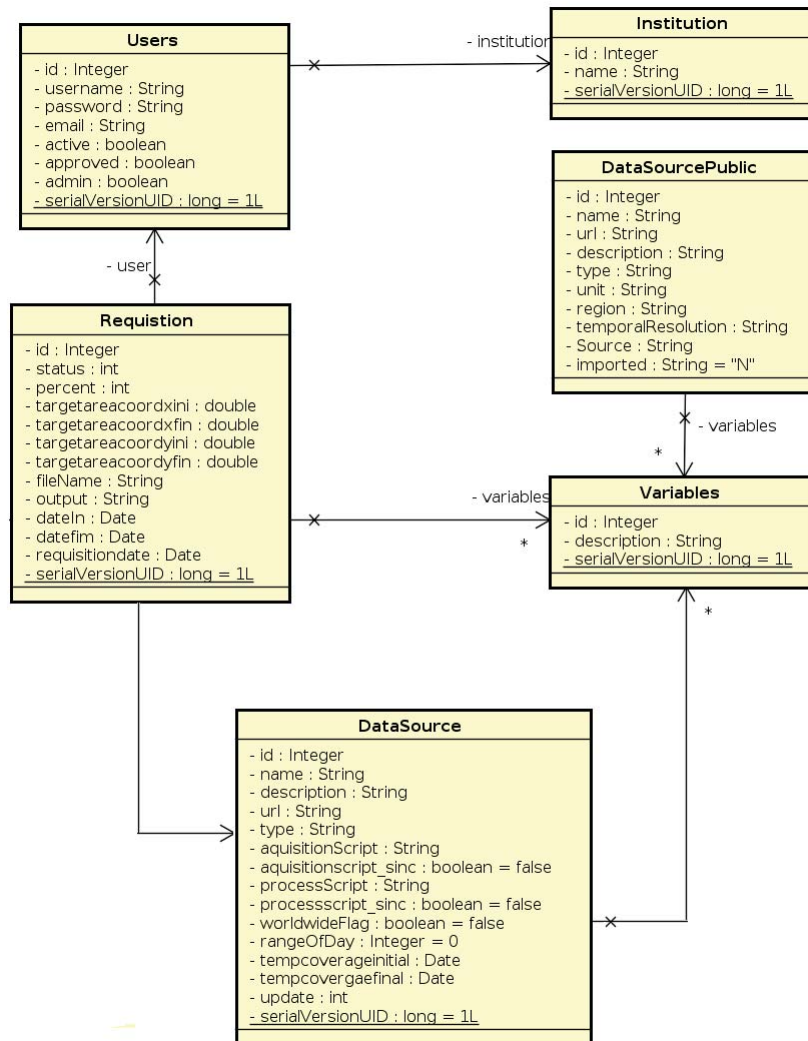 Users
- id : Integer
- username : String
- password : String
- email : String
- active : boolean
- approved : boolean
- admin : boolean
- serialVersionUID : long = 1L
- institution
Institution
- id : Integer
- name : String
- serialVersionUID : long = 1L
DataSourcePublic
- id : Integer
- name : String
- url : String
- description : String
- type : String
- unit : String
- region : String
- temporalResolution : String
- Source : String
- imported : String = "N"
- user
Requistion
- id : Integer
- status : int
- percent : int
- targetareacoordxini : double
- targetareacoordxfin : double
- targetareacoordyini : double
- targetareacoordyfin : double
- fileName : String
- output : String
- dateIn : Date
- datefim : Date
- requisitiondate : Date
- serialVersionUID : long = 1L
- variables
*
- variables
*
Variables
- id : Integer
- description : String
- serialVersionUID : long = 1L
*
DataSource
- id : Integer
- name : String
- description : String
- url : String
- type : String
- aquisitionScript : String
- aquisitionscript_sinc : boolean = false
- processScript : String
- processscript_sinc : boolean = false
- worldwideFlag : boolean = false
- rangeOfDay : Integer = 0
- tempcoverageinitial : Date
- tempcovergaefinal : Date
- update : int
- serialVersionUID : long = 1L